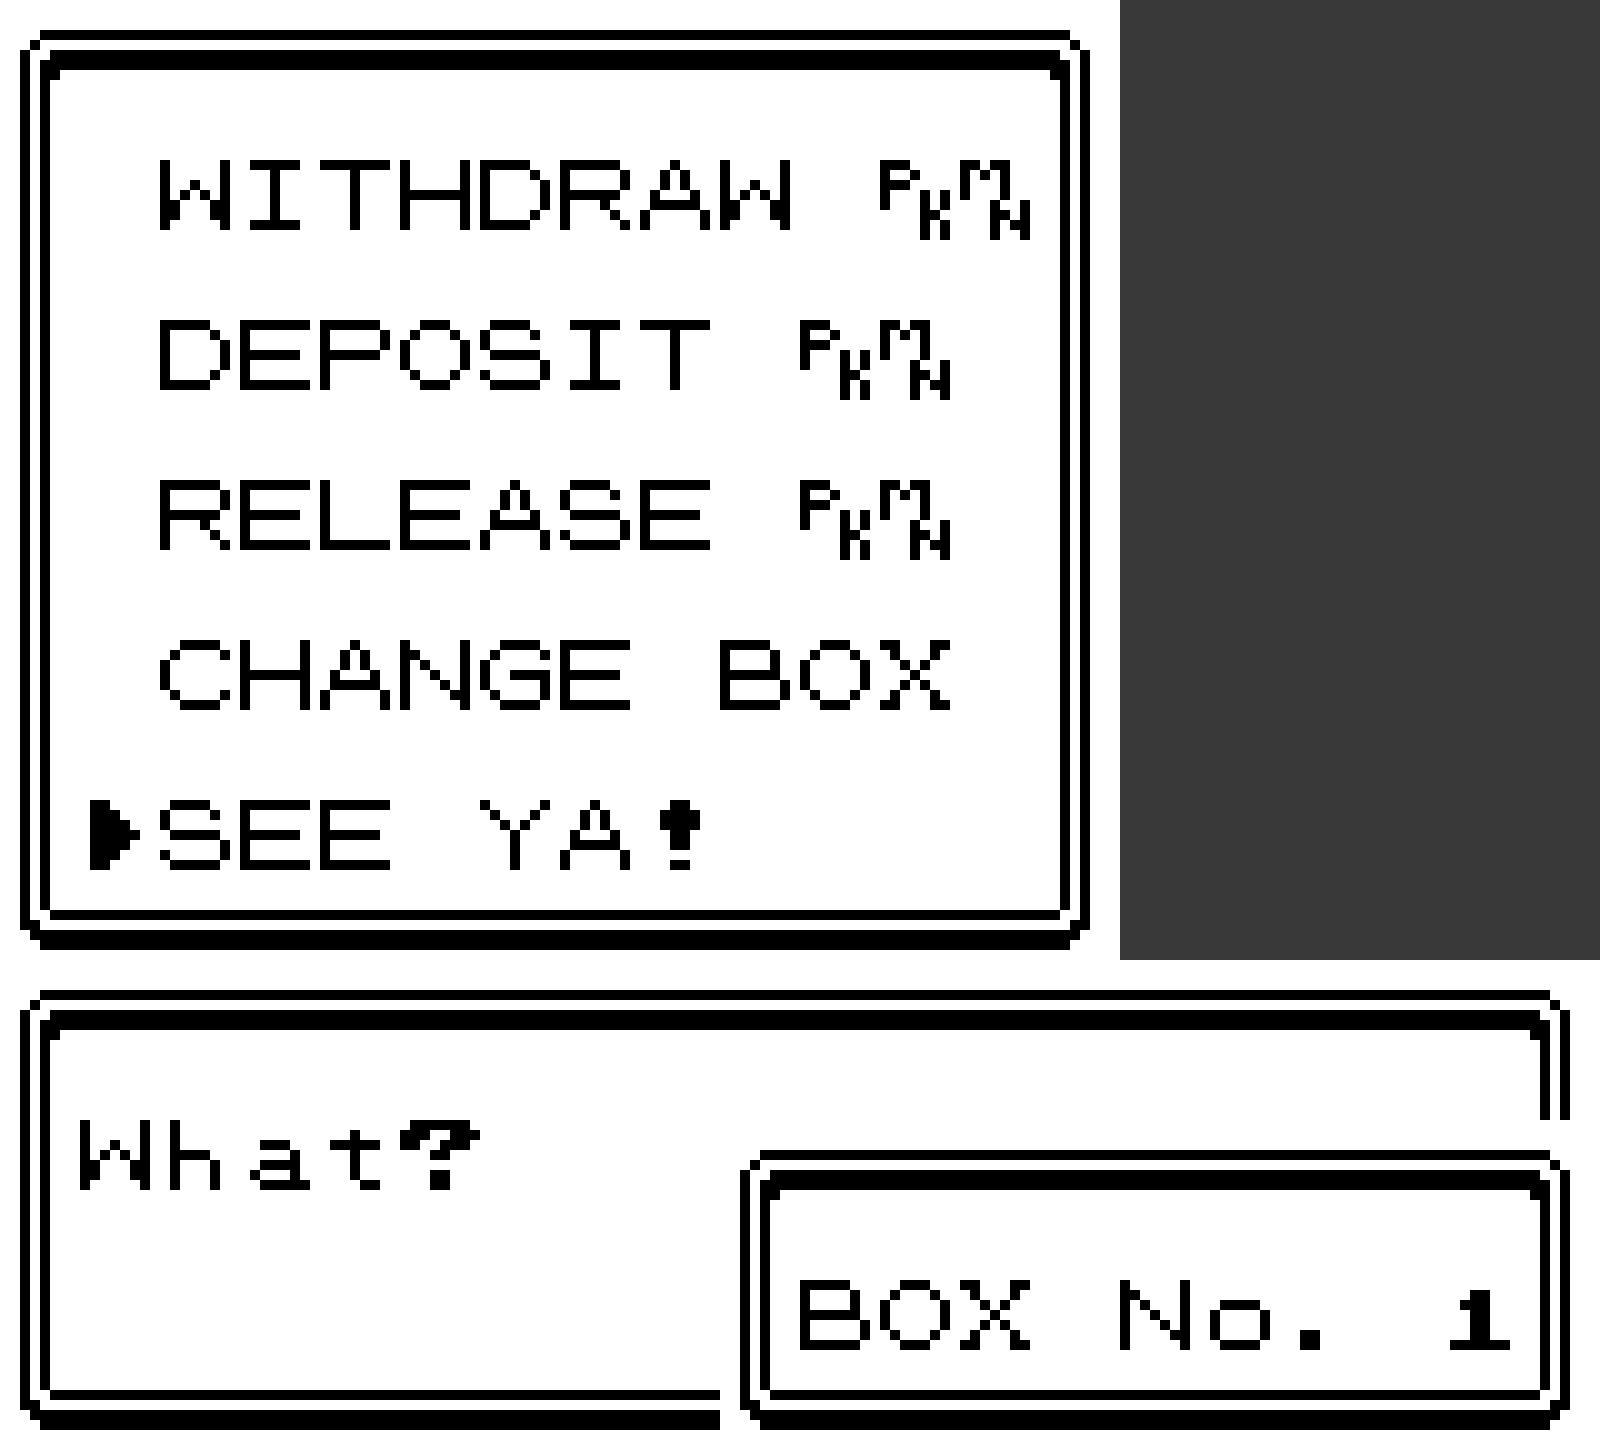 WITHDRAW PKMN
DEPOSIT PKMN
RELEASE PKMN
CHANGE BOX
▶SEE YA!
What?
BOX No. 1